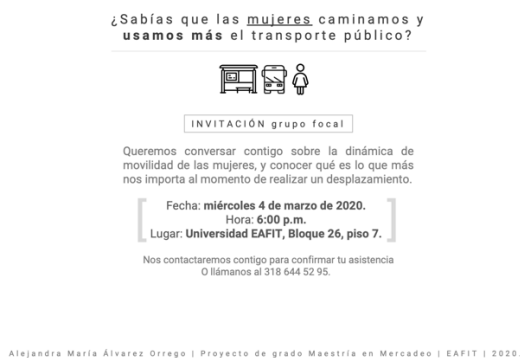 ¿Sabías que las mujeres caminamos y
usamos más el transporte público?
INVITACIÓN grupo focal
Queremos conversar contigo sobre la dinámica de
movilidad de las mujeres, y conocer qué es lo que más
nos importa al momento de realizar un desplazamiento.
Fecha: miércoles 4 de marzo de 2020.
Hora: 6:00 p.m.
Lugar: Universidad EAFIT, Bloque 26, piso 7.
Nos contactaremos contigo para confirmar tu asistencia
O llámanos al 318 644 52 95.
Alejandra María Álvarez Orrego | Proyecto de grado Maestría en Mercadeo | EAFIT | 2020.